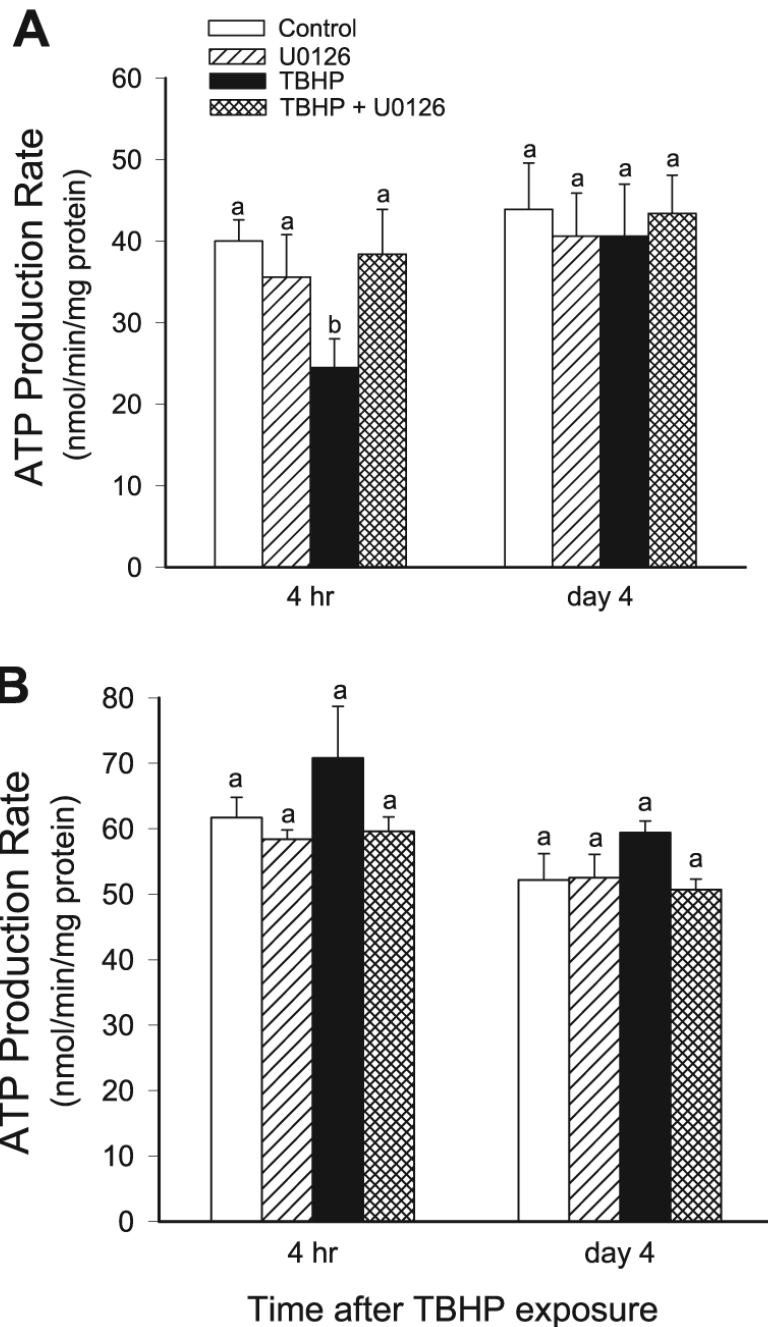 A
Control
U0126
TBHP
TBHP + U0126
ATP Production Rate
(nmol/min/mg protein)
60
50
40
30
20
10
0
a
a
b
a
a
a
a
a
4 hr
day 4
B
ATP Production Rate
(nmol/min/mg protein)
80
70
60
50
40
30
20
10
0
a
a
a
a
a
a
a
a
4 hr
day 4
Time after TBHP exposure